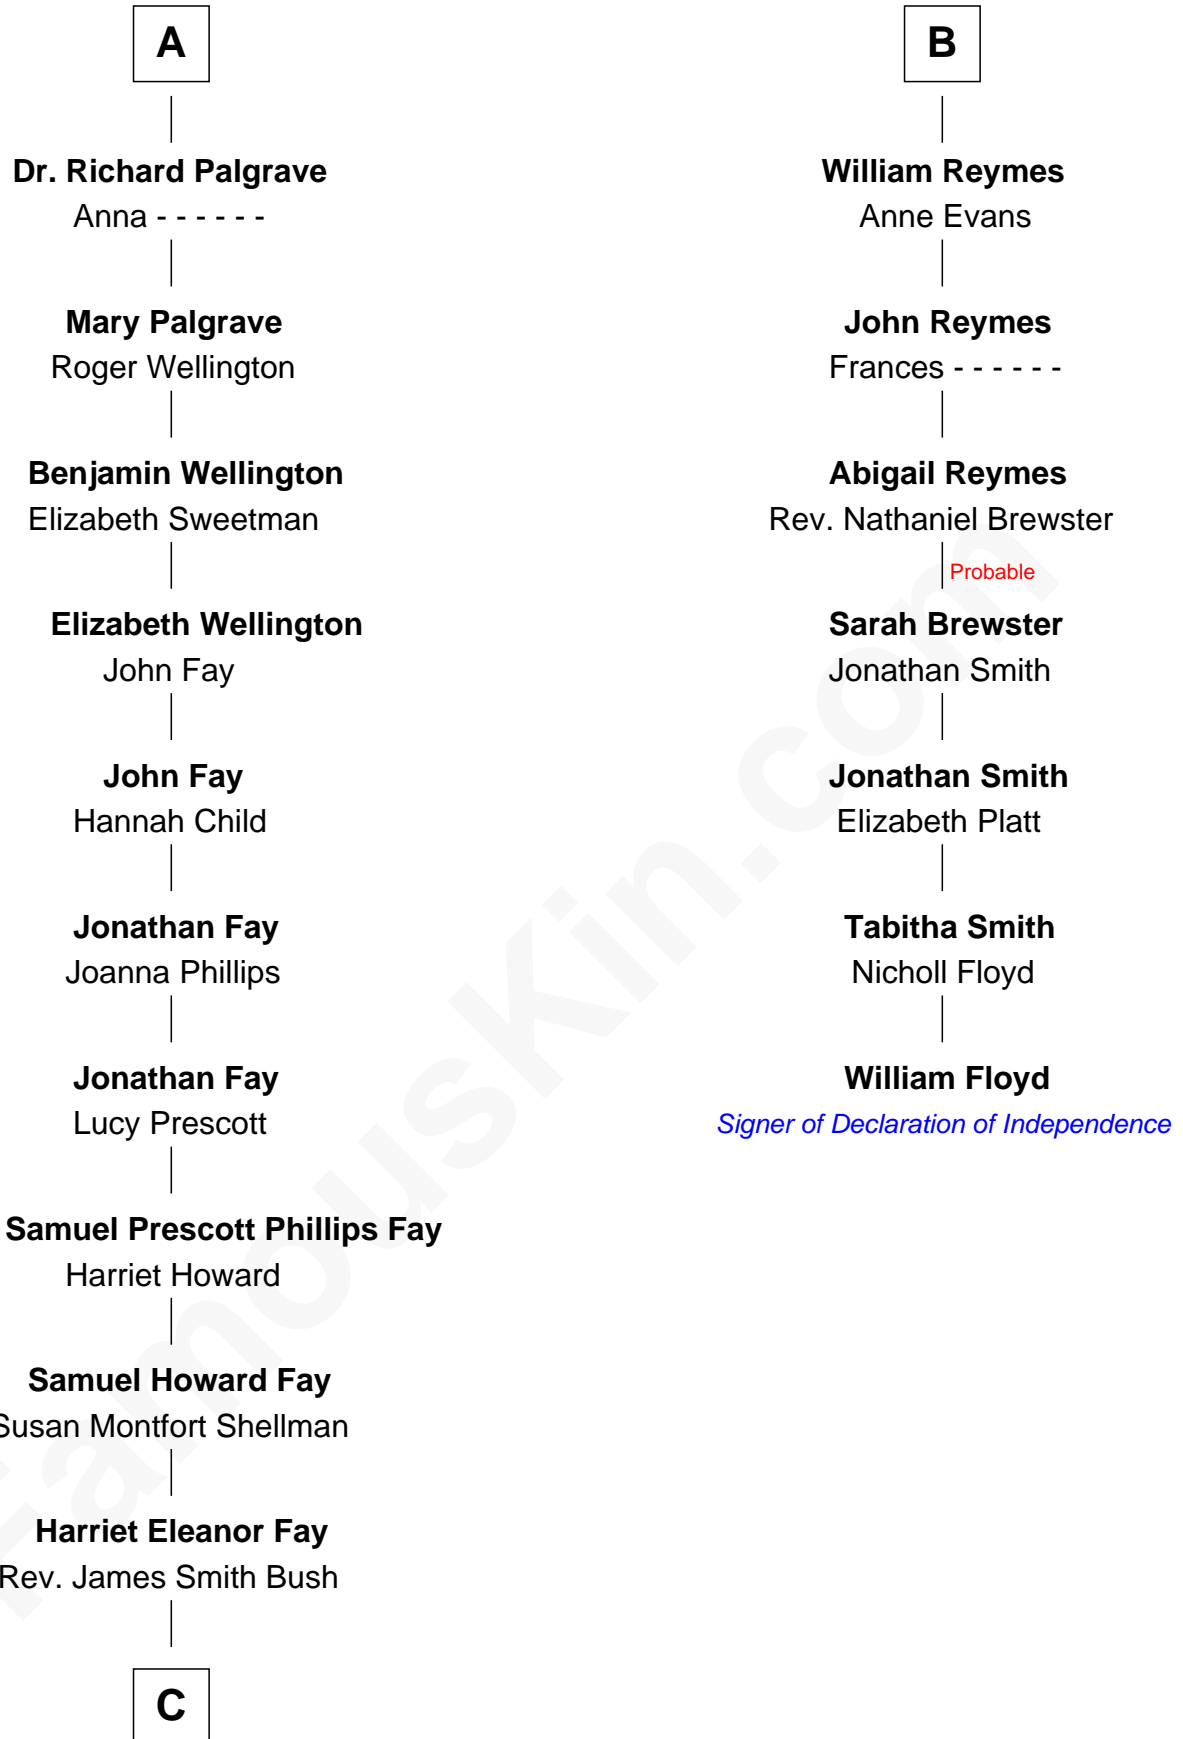 A
Dr. Richard Palgrave
Anna - - - - - -
Mary Palgrave
Roger Wellington
Benjamin Wellington
Elizabeth Sweetman
Elizabeth Wellington
John Fay
John Fay
Hannah Child
Jonathan Fay
Joanna Phillips
Jonathan Fay
Lucy Prescott
Samuel Prescott Phillips Fay
Harriet Howard
Samuel Howard Fay
Susan Montfort Shellman
Harriet Eleanor Fay
Rev. James Smith Bush
C
B
William Reymes
Anne Evans
John Reymes
Frances - - - - - -
Abigail Reymes
Rev. Nathaniel Brewster
Probable
Sarah Brewster
Jonathan Smith
Jonathan Smith
Elizabeth Platt
Tabitha Smith
Nicholl Floyd
William Floyd
Signer of Declaration of Independence
FamousKin.com